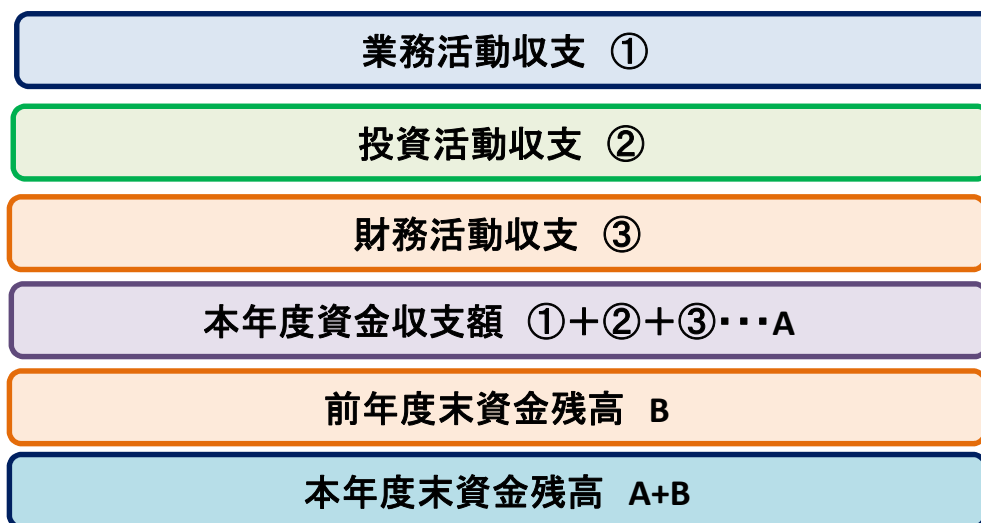 業務活動収支 ①
投資活動収支 ②
財務活動収支 ③
本年度資金収支額 ①+②+③・・・A
前年度末資金残高 B
本年度末資金残高 A+B